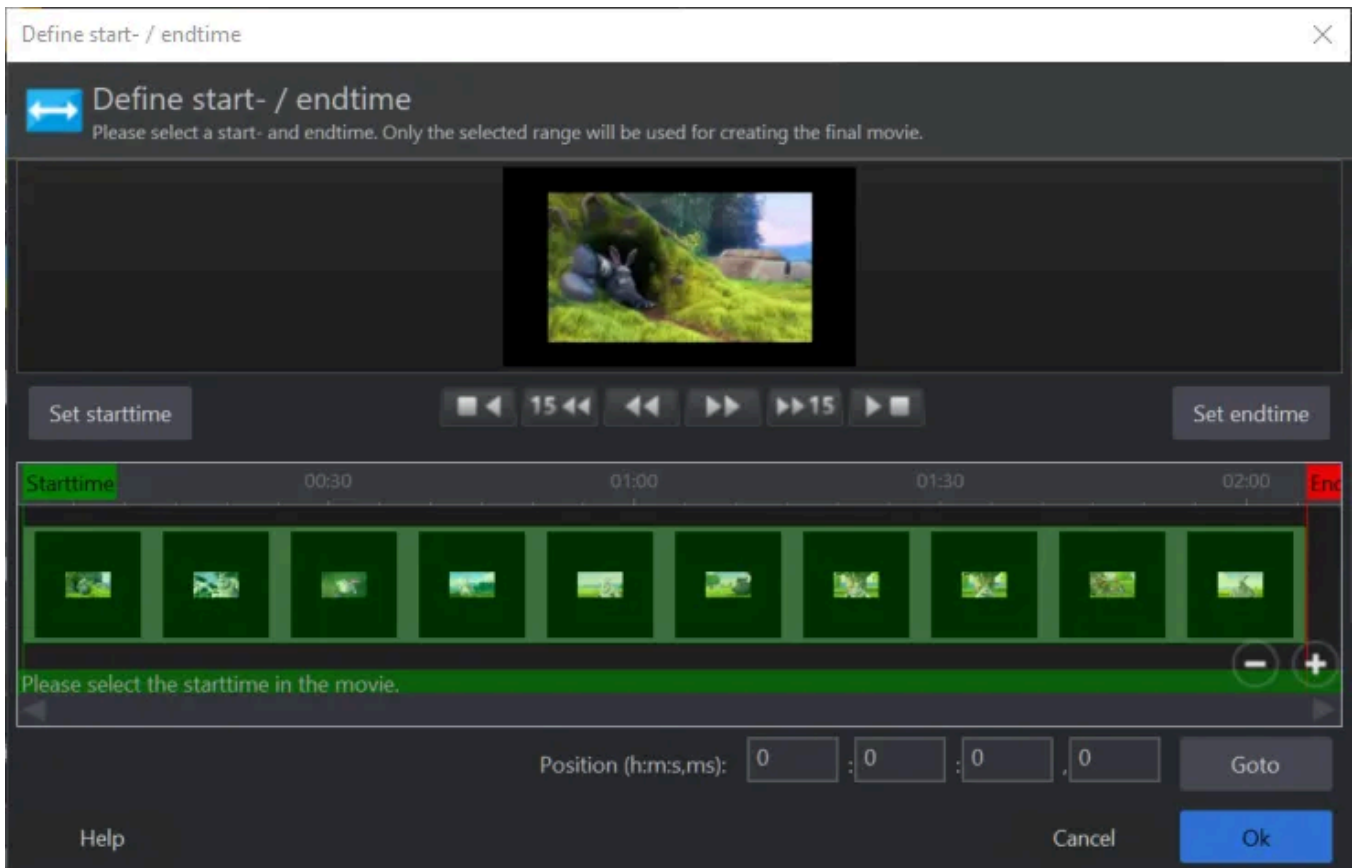 Define start- / endtime
Define start- / endtime
Please select a start- and endtime. Only the selected range will be used for creating the final movie.
Set starttime
15
15
Set endtime
Starttime 00:30 01:00 01:30 02:00 End
Please select the starttime in the movie.
Position (h:m:s,ms): 0 : 0 : 0 , 0 Goto
Help Cancel Ok